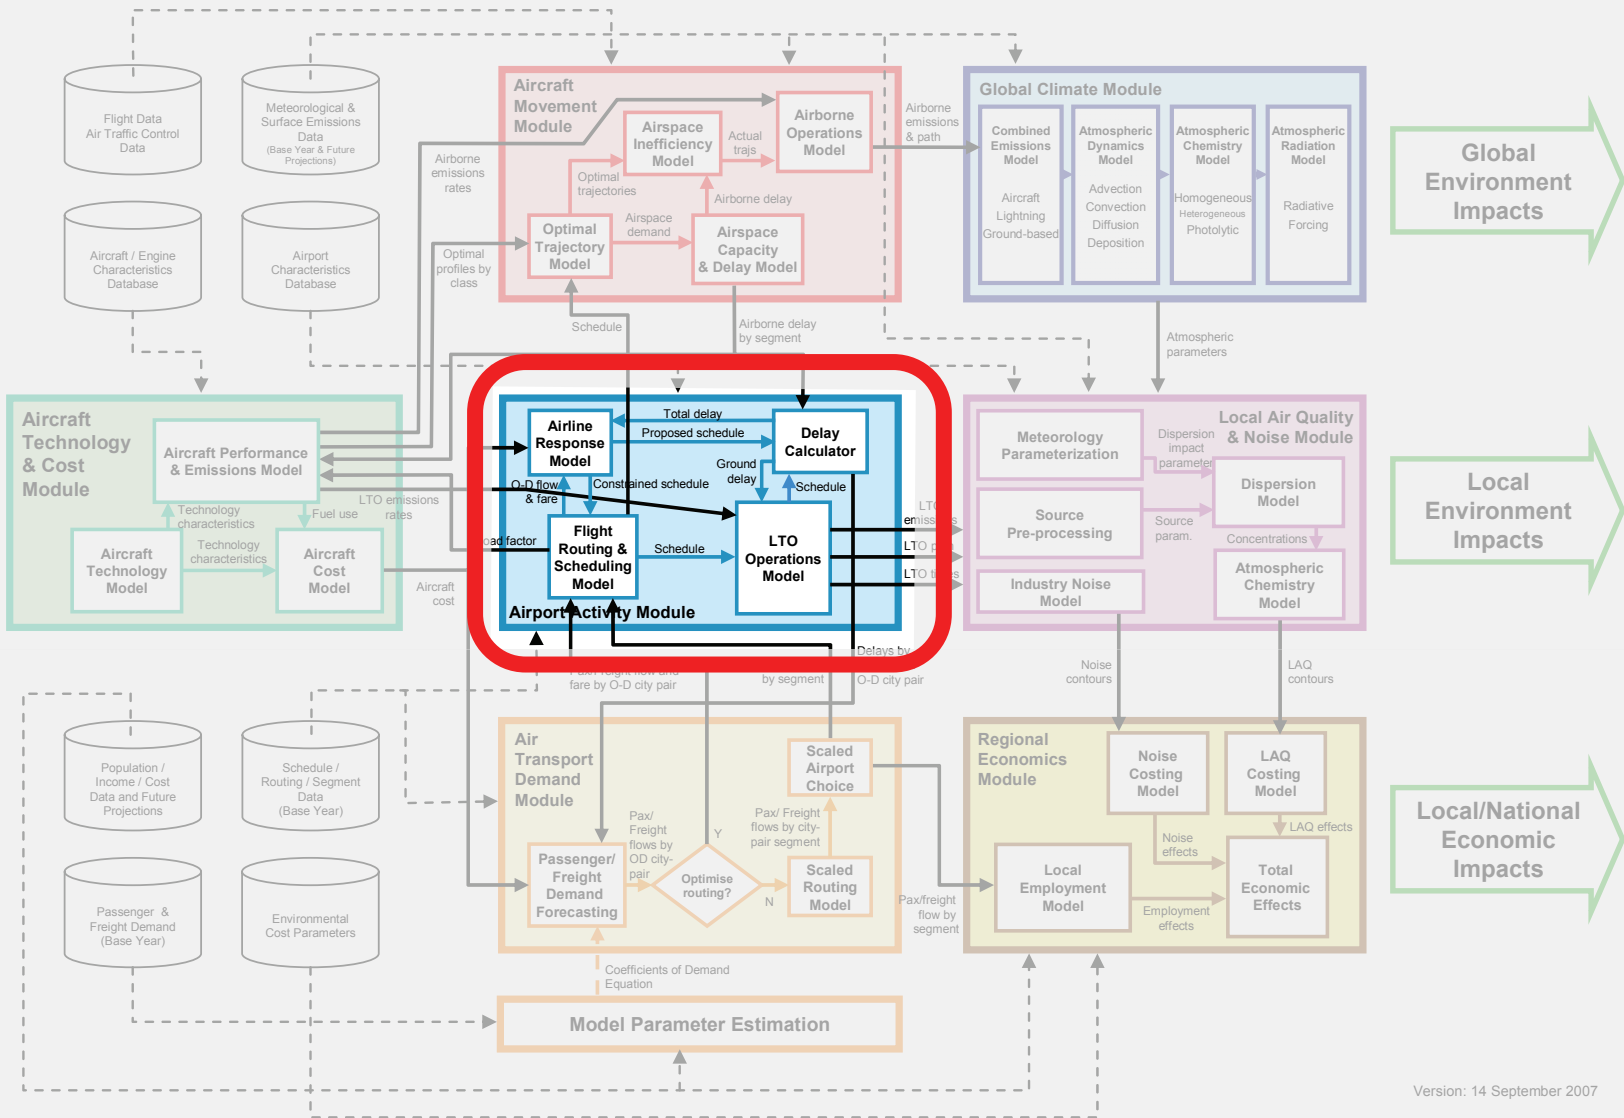 Flight Data
Air Traffic Control
Data
Meteorological &
Surface Emissions
Data
(Base Year & Future
Projections)
Aircraft / Engine
Characteristics
Database
Airport
Characteristics
Database
Airborne
emissions
rates
Optimal
profiles by
class
Aircraft
Movement
Module
Airspace
Inefficiency
Model
Actual
trajs
Airborne
Operations
Model
Optimal
trajectories
Airborne delay
Optimal
Trajectory
Model
Airspace
demand
Airspace
Capacity
& Delay Model
Airborne
emissions
& path
Global Climate Module
Combined
Emissions
Model
Aircraft
Lightning
Ground-based
Atmospheric
Dynamics
Model
Advection
Convection
Diffusion
Deposition
Atmospheric
Chemistry
Model
Homogeneous
Heterogeneous
Photolytic
Atmospheric
Radiation
Model
Radiative
Forcing
Global
Environment
Impacts
Schedule
Airborne delay
by segment
Atmospheric
parameters
Aircraft
Technology
& Cost
Module
Aircraft Performance
& Emissions Model
Technology
characteristics
Fuel use
LTO emissions
rates
Aircraft
Technology
Model
Technology
characteristics
Aircraft
Cost
Model
Aircraft
cost
Airline
Response
Model
Total delay
Proposed schedule
Delay
Calculator
Ground
delay
O-D flow
& fare
Constrained schedule
Schedule
Flight
Routing &
Scheduling
Model
Schedule
LTO
Operations
Model
factor
Airport Activity Module
LTO
LTO
LTO
Local Air Quality
& Noise Module
Meteorology
Parameterization
Dispersion
impact
parameter
Dispersion
Model
Source
Pre-processing
Source
param.
Concentrations
Industry Noise
Model
Atmospheric
Chemistry
Model
Local
Environment
Impacts
fare by O-D city pair
by segment
Delays by
O-D city pair
Noise
contours
LAQ
contours
Population /
Income / Cost
Data and Future
Projections
Schedule /
Routing / Segment
Data
(Base Year)
Passenger &
Freight Demand
(Base Year)
Environmental
Cost Parameters
Air
Transport
Demand
Module
Scaled
Airport
Choice
Pax/
Freight
flows by
OD city-
pair
Y
Pax/ Freight
flows by city-
pair segment
Passenger/
Freight
Demand
Forecasting
Optimise
routing?
N
Scaled
Routing
Model
Pax/freight
flow by
segment
Coefficients of Demand
Equation
Model Parameter Estimation
Regional
Economics
Module
Noise
Costing
Model
LAQ
Costing
Model
Noise
effects
LAQ effects
Local
Employment
Model
Employment
effects
Total
Economic
Effects
Local/National
Economic
Impacts
Version: 14 September 2007